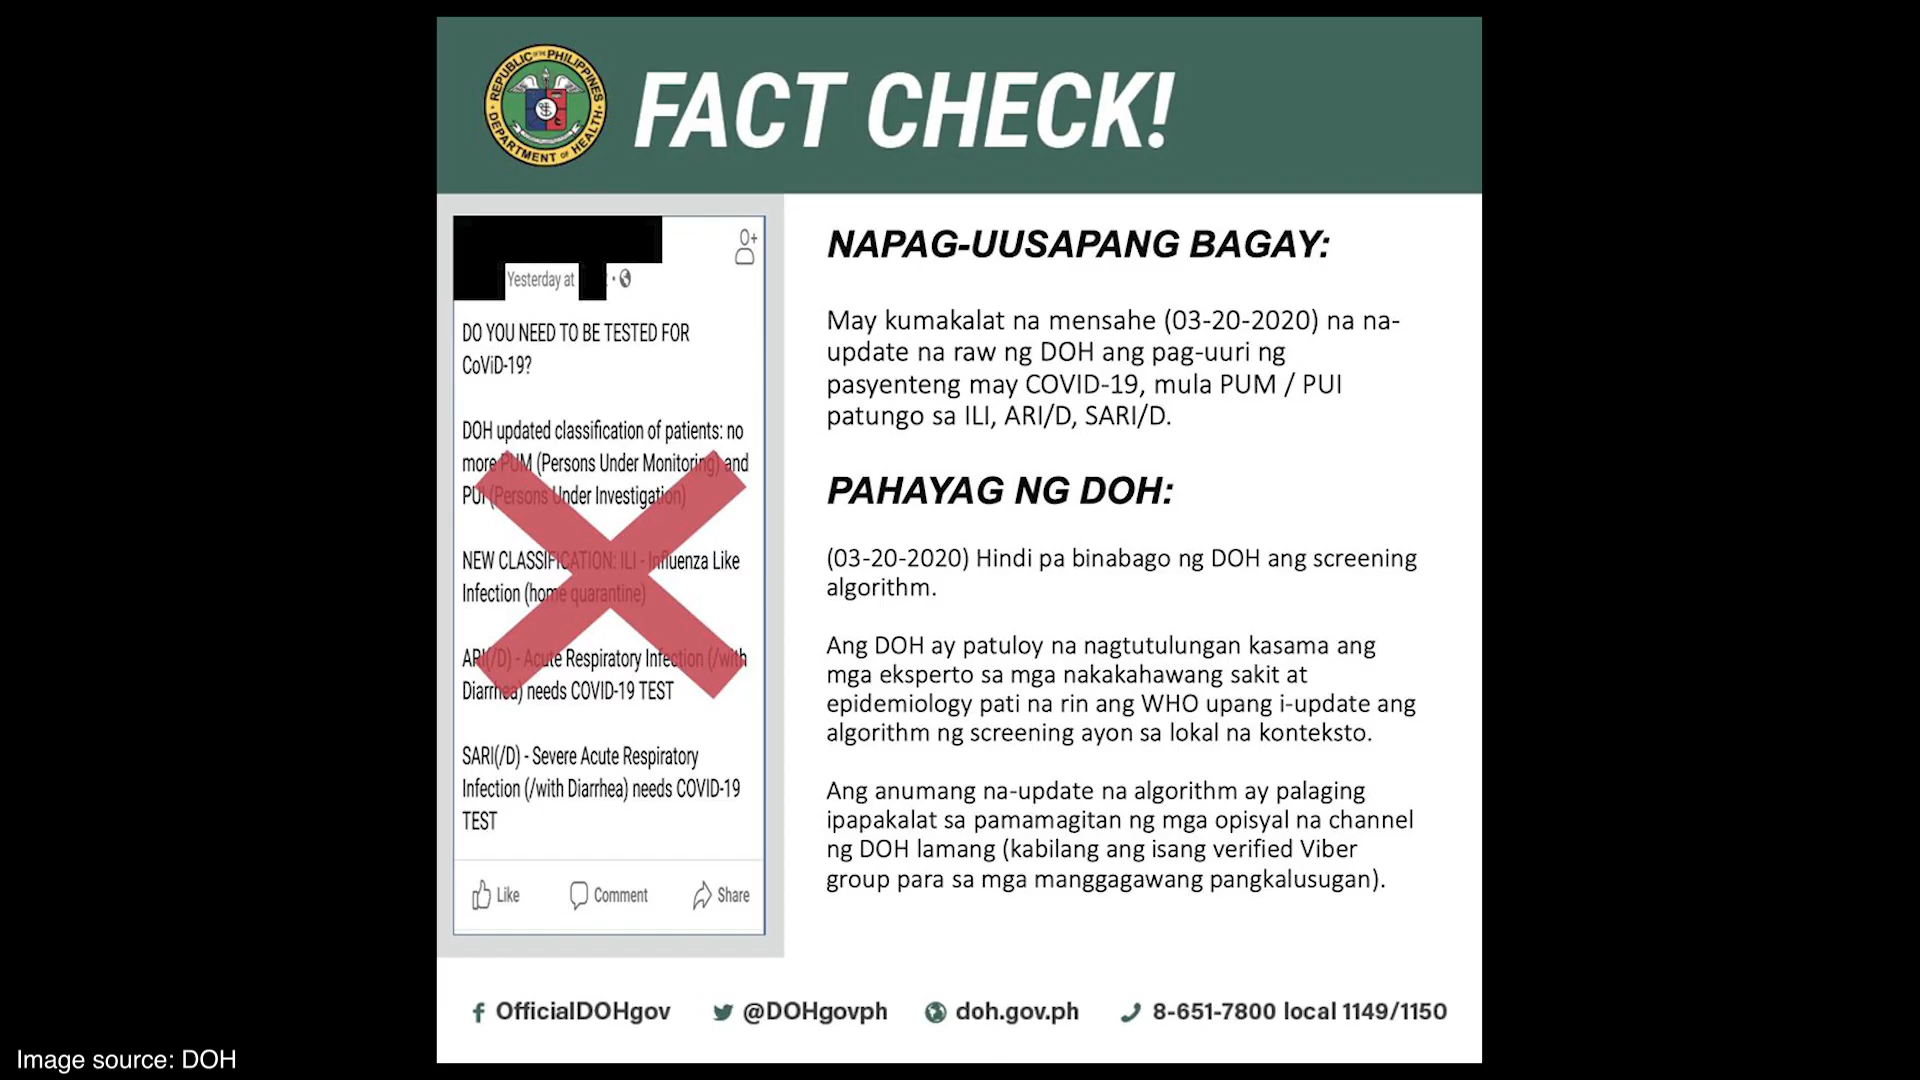 REPUBLIC OF THE PHILIPPINES
DEPARTMENT OF HEALTH
FACT CHECK!
Yesterday at
DO YOU NEED TO BE TESTED FOR
CoViD-19?
DOH updated classification of patients: no
more PUM (Persons Under Monitoring) and
PUI (Persons Under Investigation)
NEW CLASSIFICATION: ILI - Influenza Like
Infection (home quarantine)
ARI(/D) - Acute Respiratory Infection (/with
Diarrhea) needs COVID-19 TEST
SARI(/D) - Severe Acute Respiratory
Infection (/with Diarrhea) needs COVID-19
TEST
Like Comment Share
NAPAG-UUSAPANG BAGAY:
May kumakalat na mensahe (03-20-2020) na na-
update na raw ng DOH ang pag-uuri ng
pasyenteng may COVID-19, mula PUM / PUI
patungo sa ILI, ARI/D, SARI/D.
PAHAYAG NG DOH:
(03-20-2020) Hindi pa binabago ng DOH ang screening
algorithm.
Ang DOH ay patuloy na nagtutulungan kasama ang
mga eksperto sa mga nakakahawang sakit at
epidemiology pati na rin ang WHO upang i-update ang
algorithm ng screening ayon sa lokal na konteksto.
Ang anumang na-update na algorithm ay palaging
ipapakalat sa pamamagitan ng mga opisyal na channel
ng DOH lamang (kabilang ang isang verified Viber
group para sa mga manggagawang pangkalusugan).
OfficialDOHgov @DOHgovph doh.gov.ph 8-651-7800 local 1149/1150
Image source: DOH